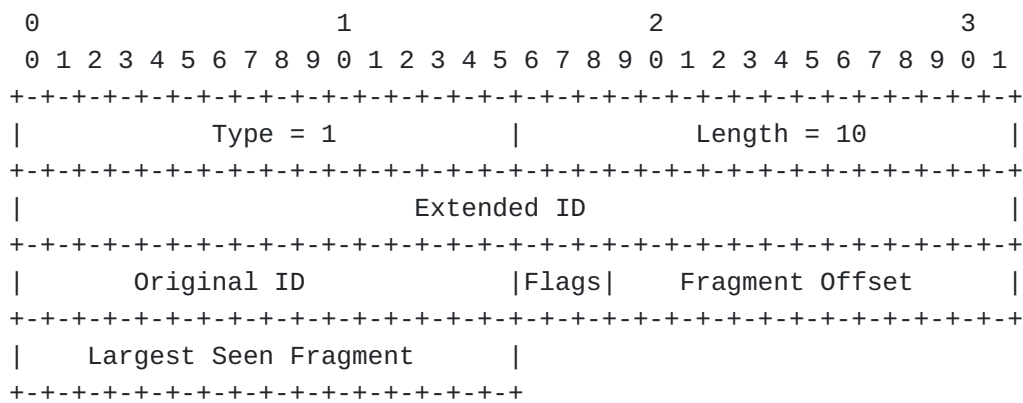 0                   1                   2                   3
 0 1 2 3 4 5 6 7 8 9 0 1 2 3 4 5 6 7 8 9 0 1 2 3 4 5 6 7 8 9 0 1
+-+-+-+-+-+-+-+-+-+-+-+-+-+-+-+-+-+-+-+-+-+-+-+-+-+-+-+-+-+-+-+-+
|            Type = 1           |           Length = 10         |
+-+-+-+-+-+-+-+-+-+-+-+-+-+-+-+-+-+-+-+-+-+-+-+-+-+-+-+-+-+-+-+-+
|                         Extended ID                           |
+-+-+-+-+-+-+-+-+-+-+-+-+-+-+-+-+-+-+-+-+-+-+-+-+-+-+-+-+-+-+-+-+
|       Original ID             |Flags|    Fragment Offset      |
+-+-+-+-+-+-+-+-+-+-+-+-+-+-+-+-+-+-+-+-+-+-+-+-+-+-+-+-+-+-+-+-+
|    Largest Seen Fragment      |
+-+-+-+-+-+-+-+-+-+-+-+-+-+-+-+-+